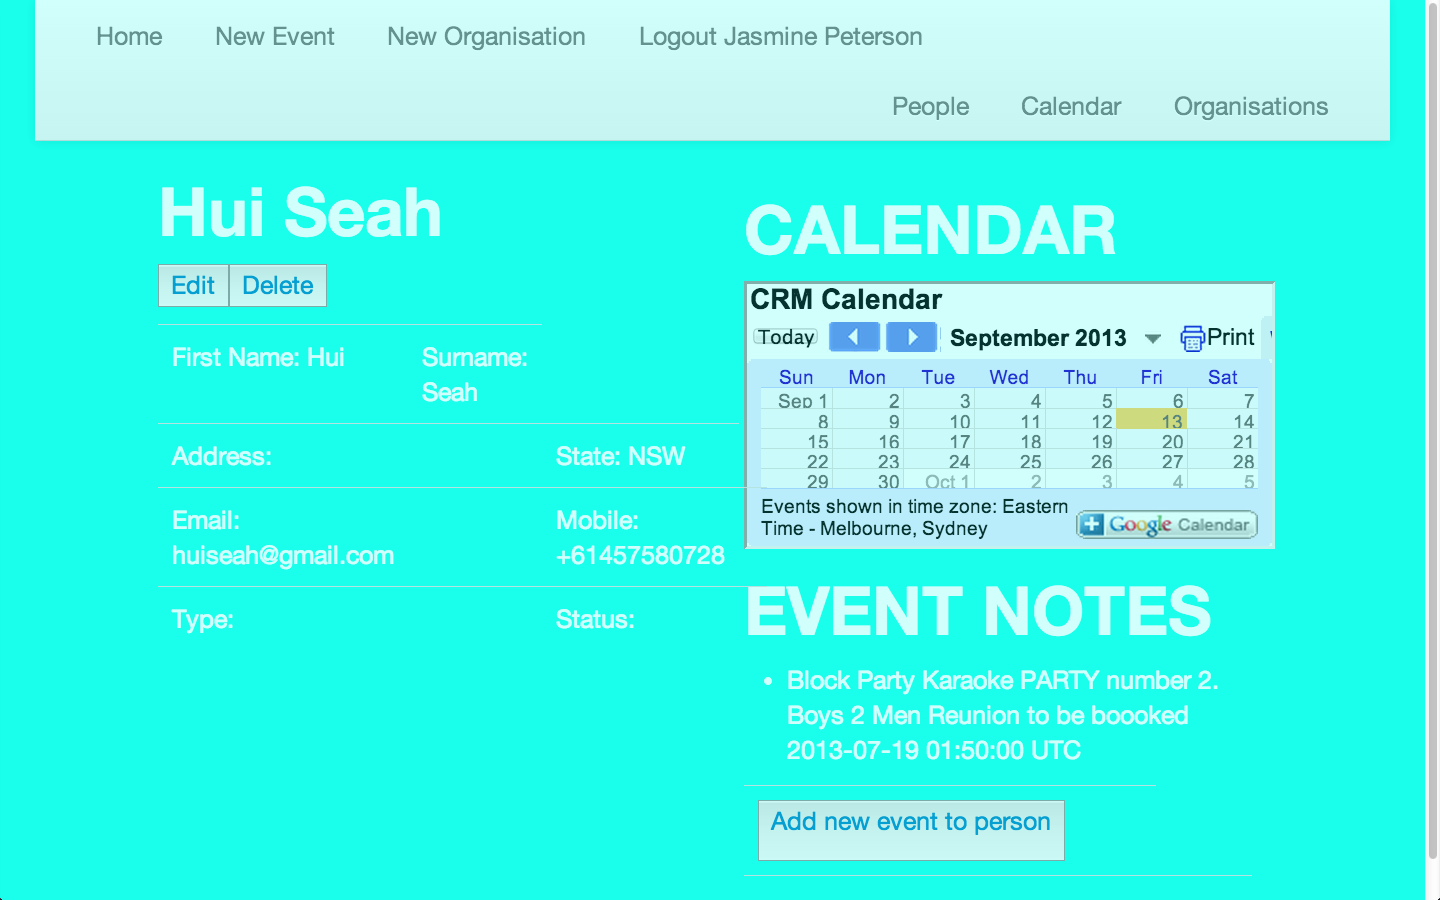 Home New Event New Organisation Logout Jasmine Peterson
People Calendar Organisations
Hui Seah
Edit Delete
First Name: Hui Surname:
Seah
Address: State: NSW
Email: Mobile:
huiseah@gmail.com +61457580728
Type: Status:
CALENDAR
CRM Calendar
Today September 2013 Print
Sun Mon Tue Wed Thu Fri Sat
Sep 1 2 3 4 5 6 7
8 9 10 11 12 13 14
15 16 17 18 19 20 21
22 23 24 25 26 27 28
29 30 Oct 1 2 3 4 5
Events shown in time zone: Eastern
Time - Melbourne, Sydney
Google Calendar
EVENT NOTES
• Block Party Karaoke PARTY number 2.
Boys 2 Men Reunion to be boooked
2013-07-19 01:50:00 UTC
Add new event to person